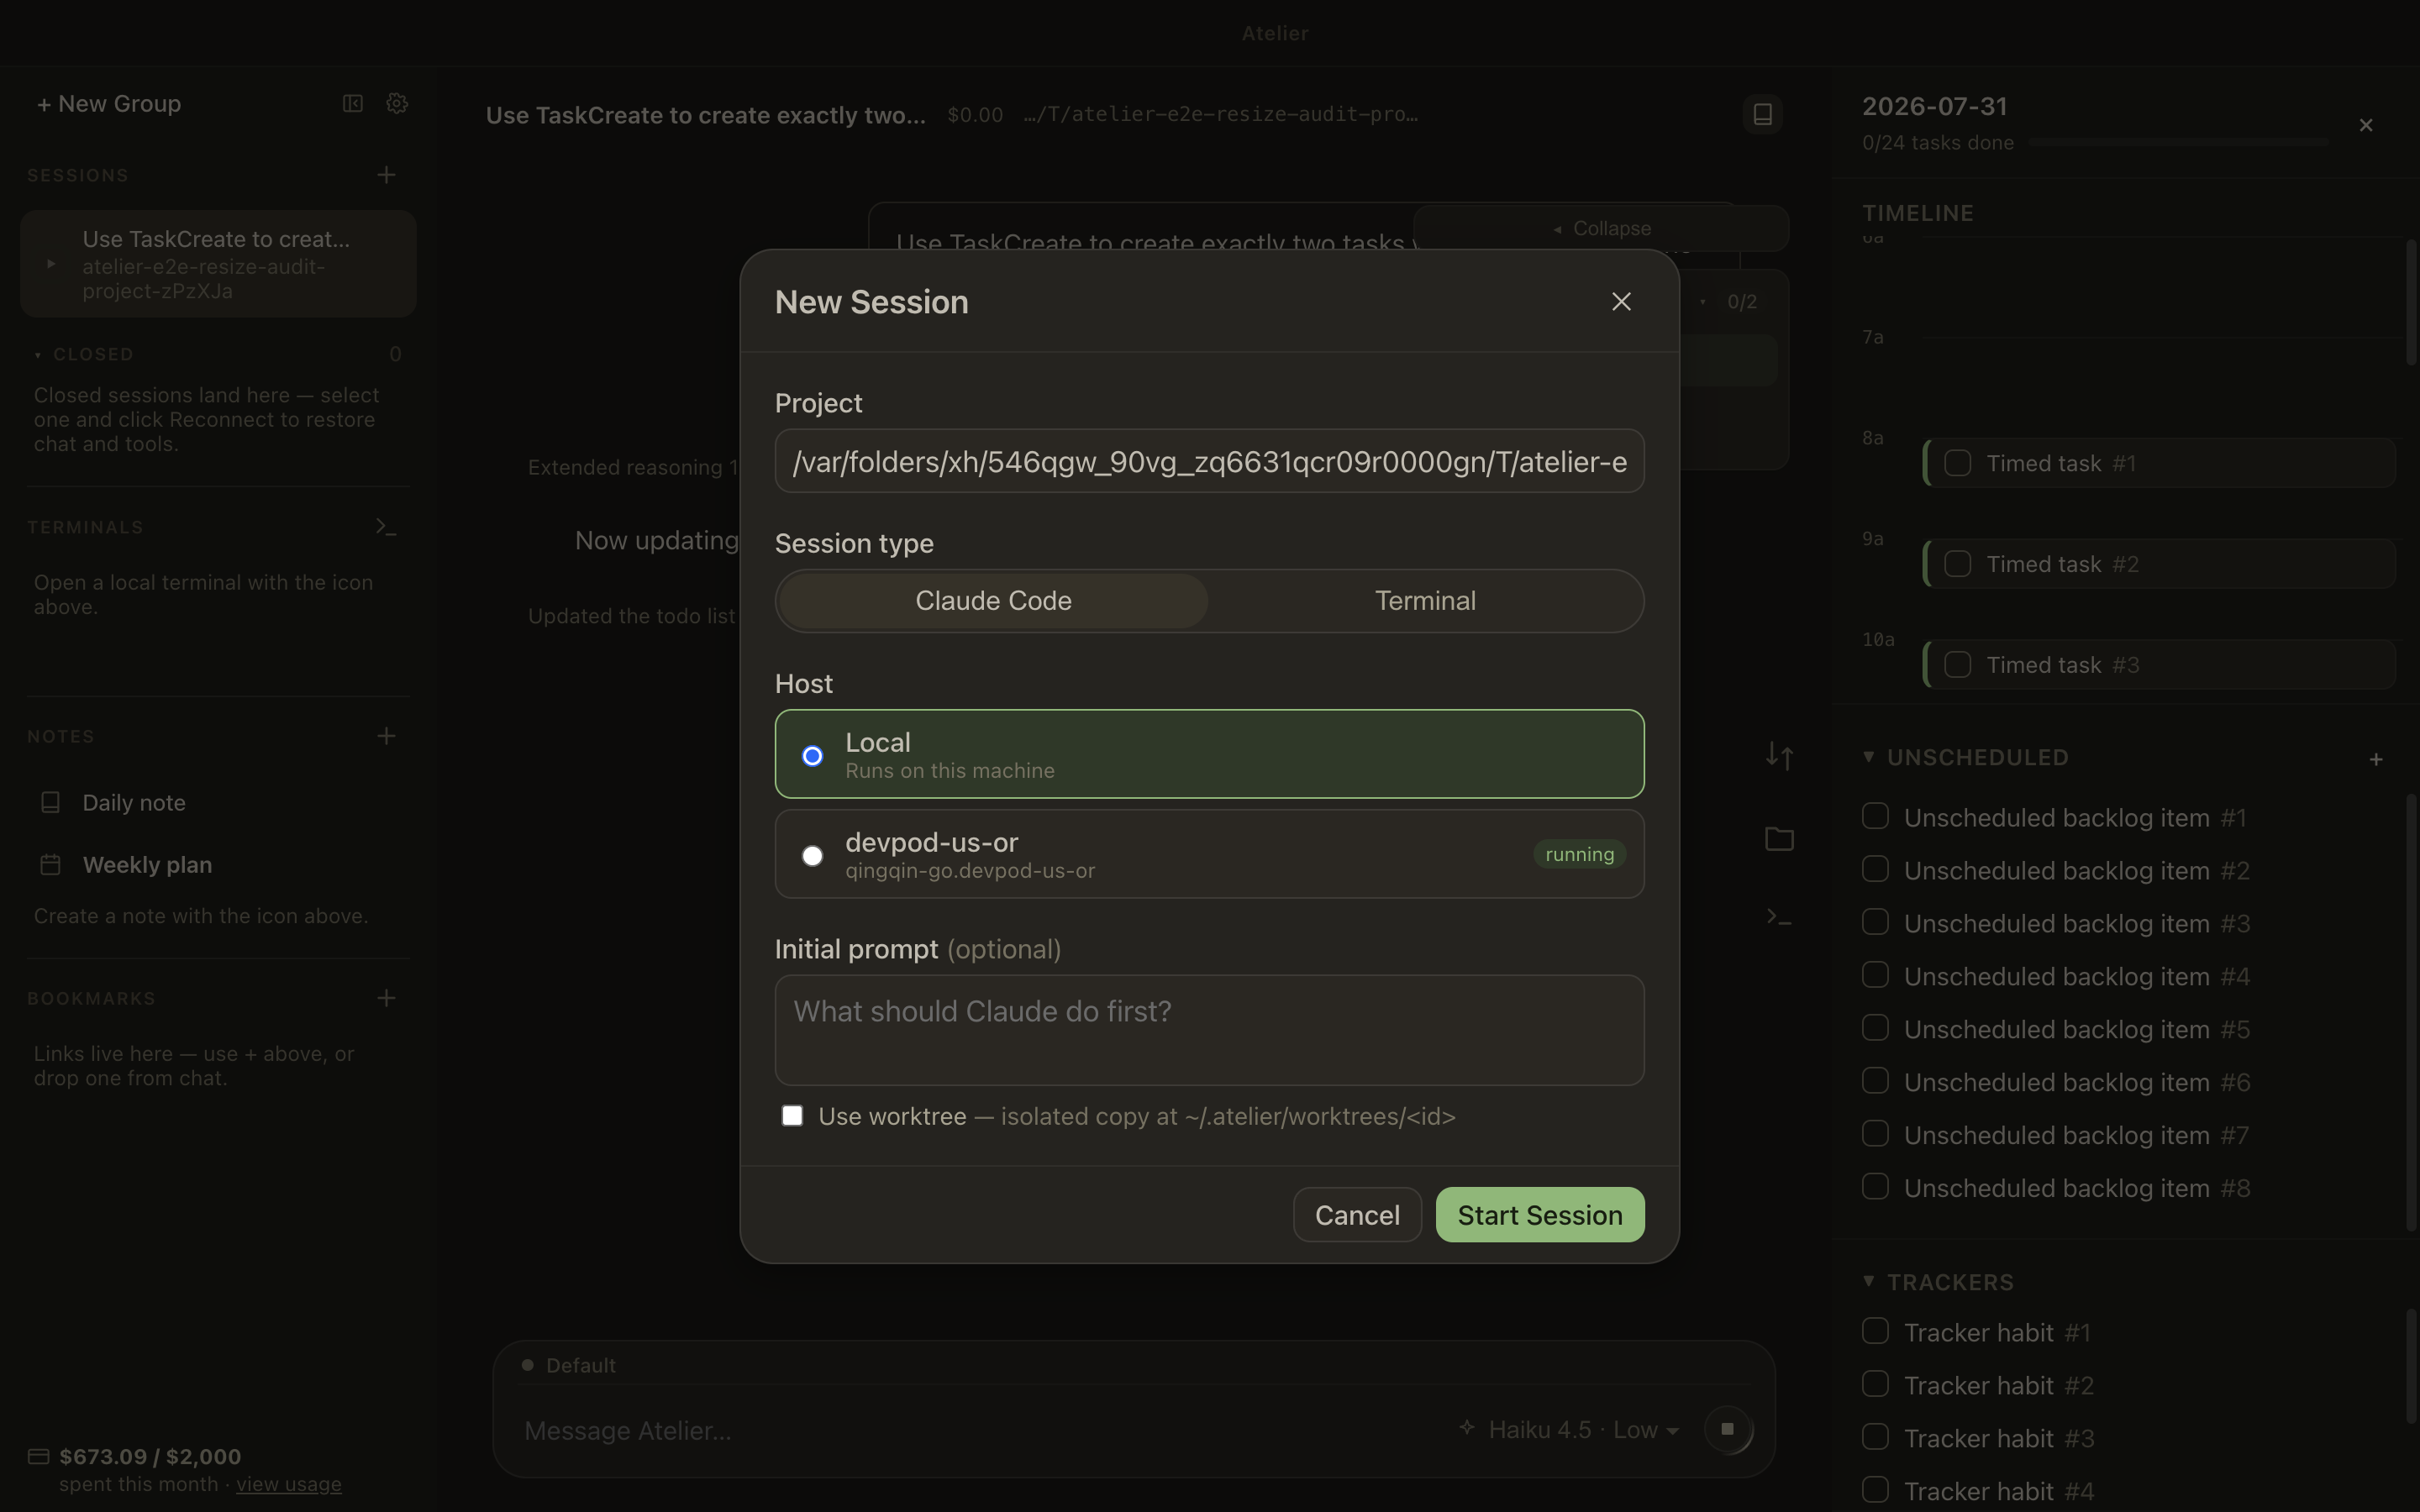 Atelier
+ New Group
SESSIONS
Use TaskCreate to creat...
atelier-e2e-resize-audit-
project-zPzXJa
CLOSED 0
Closed sessions land here — select
one and click Reconnect to restore
chat and tools.
TERMINALS
Open a local terminal with the icon
above.
NOTES
Daily note
Weekly plan
Create a note with the icon above.
BOOKMARKS
Links live here — use + above, or
drop one from chat.
$673.09 / $2,000
spent this month · view usage
Use TaskCreate to create exactly two... $0.00 …/T/atelier-e2e-resize-audit-pro…
Use TaskCreate to create exactly two tasks
Collapse
0/2
Extended reasoning 1
Now updating
Updated the todo list
New Session
Project
/var/folders/xh/546qgw_90vg_zq6631qcr09r0000gn/T/atelier-e
Session type
Claude Code Terminal
Host
Local
Runs on this machine
devpod-us-or
qingqin-go.devpod-us-or
running
Initial prompt (optional)
What should Claude do first?
Use worktree — isolated copy at ~/.atelier/worktrees/<id>
Cancel Start Session
Default
Message Atelier...
Haiku 4.5 · Low
2026-07-31
0/24 tasks done
TIMELINE
7a
8a
Timed task #1
9a
Timed task #2
10a
Timed task #3
UNSCHEDULED +
Unscheduled backlog item #1
Unscheduled backlog item #2
Unscheduled backlog item #3
Unscheduled backlog item #4
Unscheduled backlog item #5
Unscheduled backlog item #6
Unscheduled backlog item #7
Unscheduled backlog item #8
TRACKERS
Tracker habit #1
Tracker habit #2
Tracker habit #3
Tracker habit #4